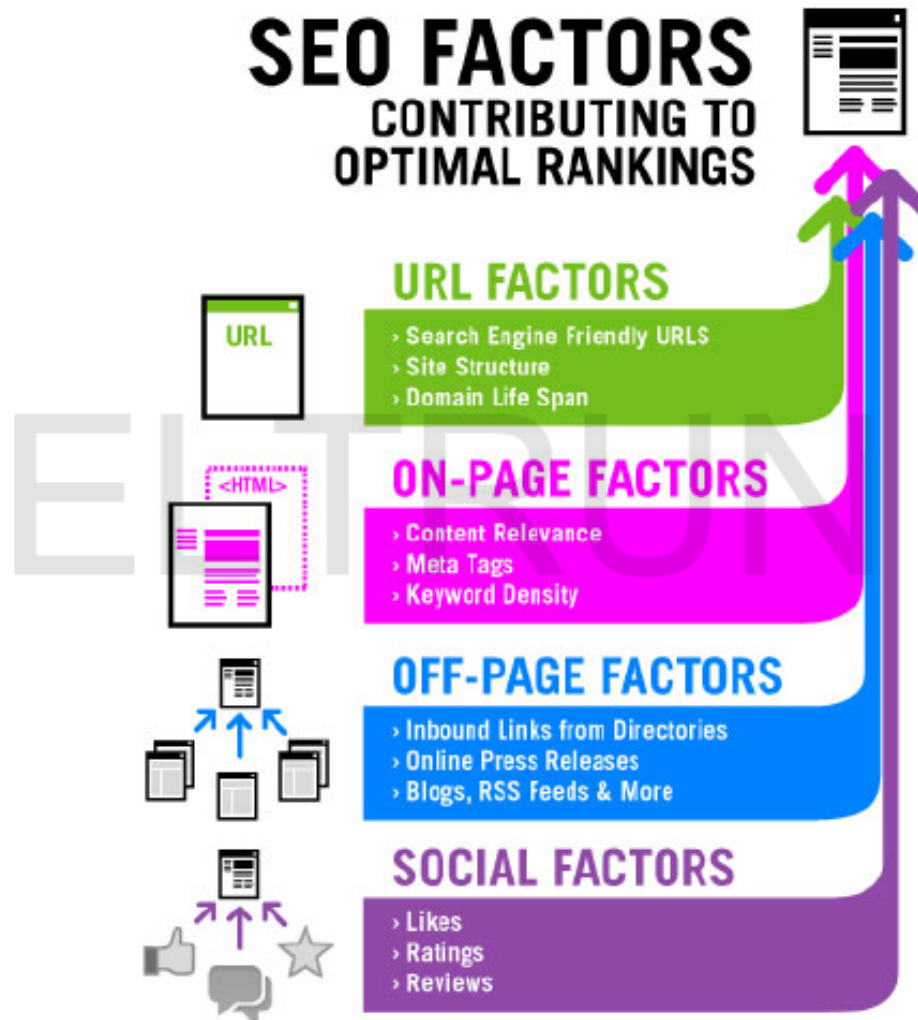 SEO FACTORS
CONTRIBUTING TO
OPTIMAL RANKINGS
URL FACTORS
URL
› Search Engine Friendly URLS
› Site Structure
› Domain Life Span
ELTRUN
ON-PAGE FACTORS
<HTML>
› Content Relevance
› Meta Tags
› Keyword Density
OFF-PAGE FACTORS
› Inbound Links from Directories
› Online Press Releases
› Blogs, RSS Feeds & More
SOCIAL FACTORS
› Likes
› Ratings
› Reviews